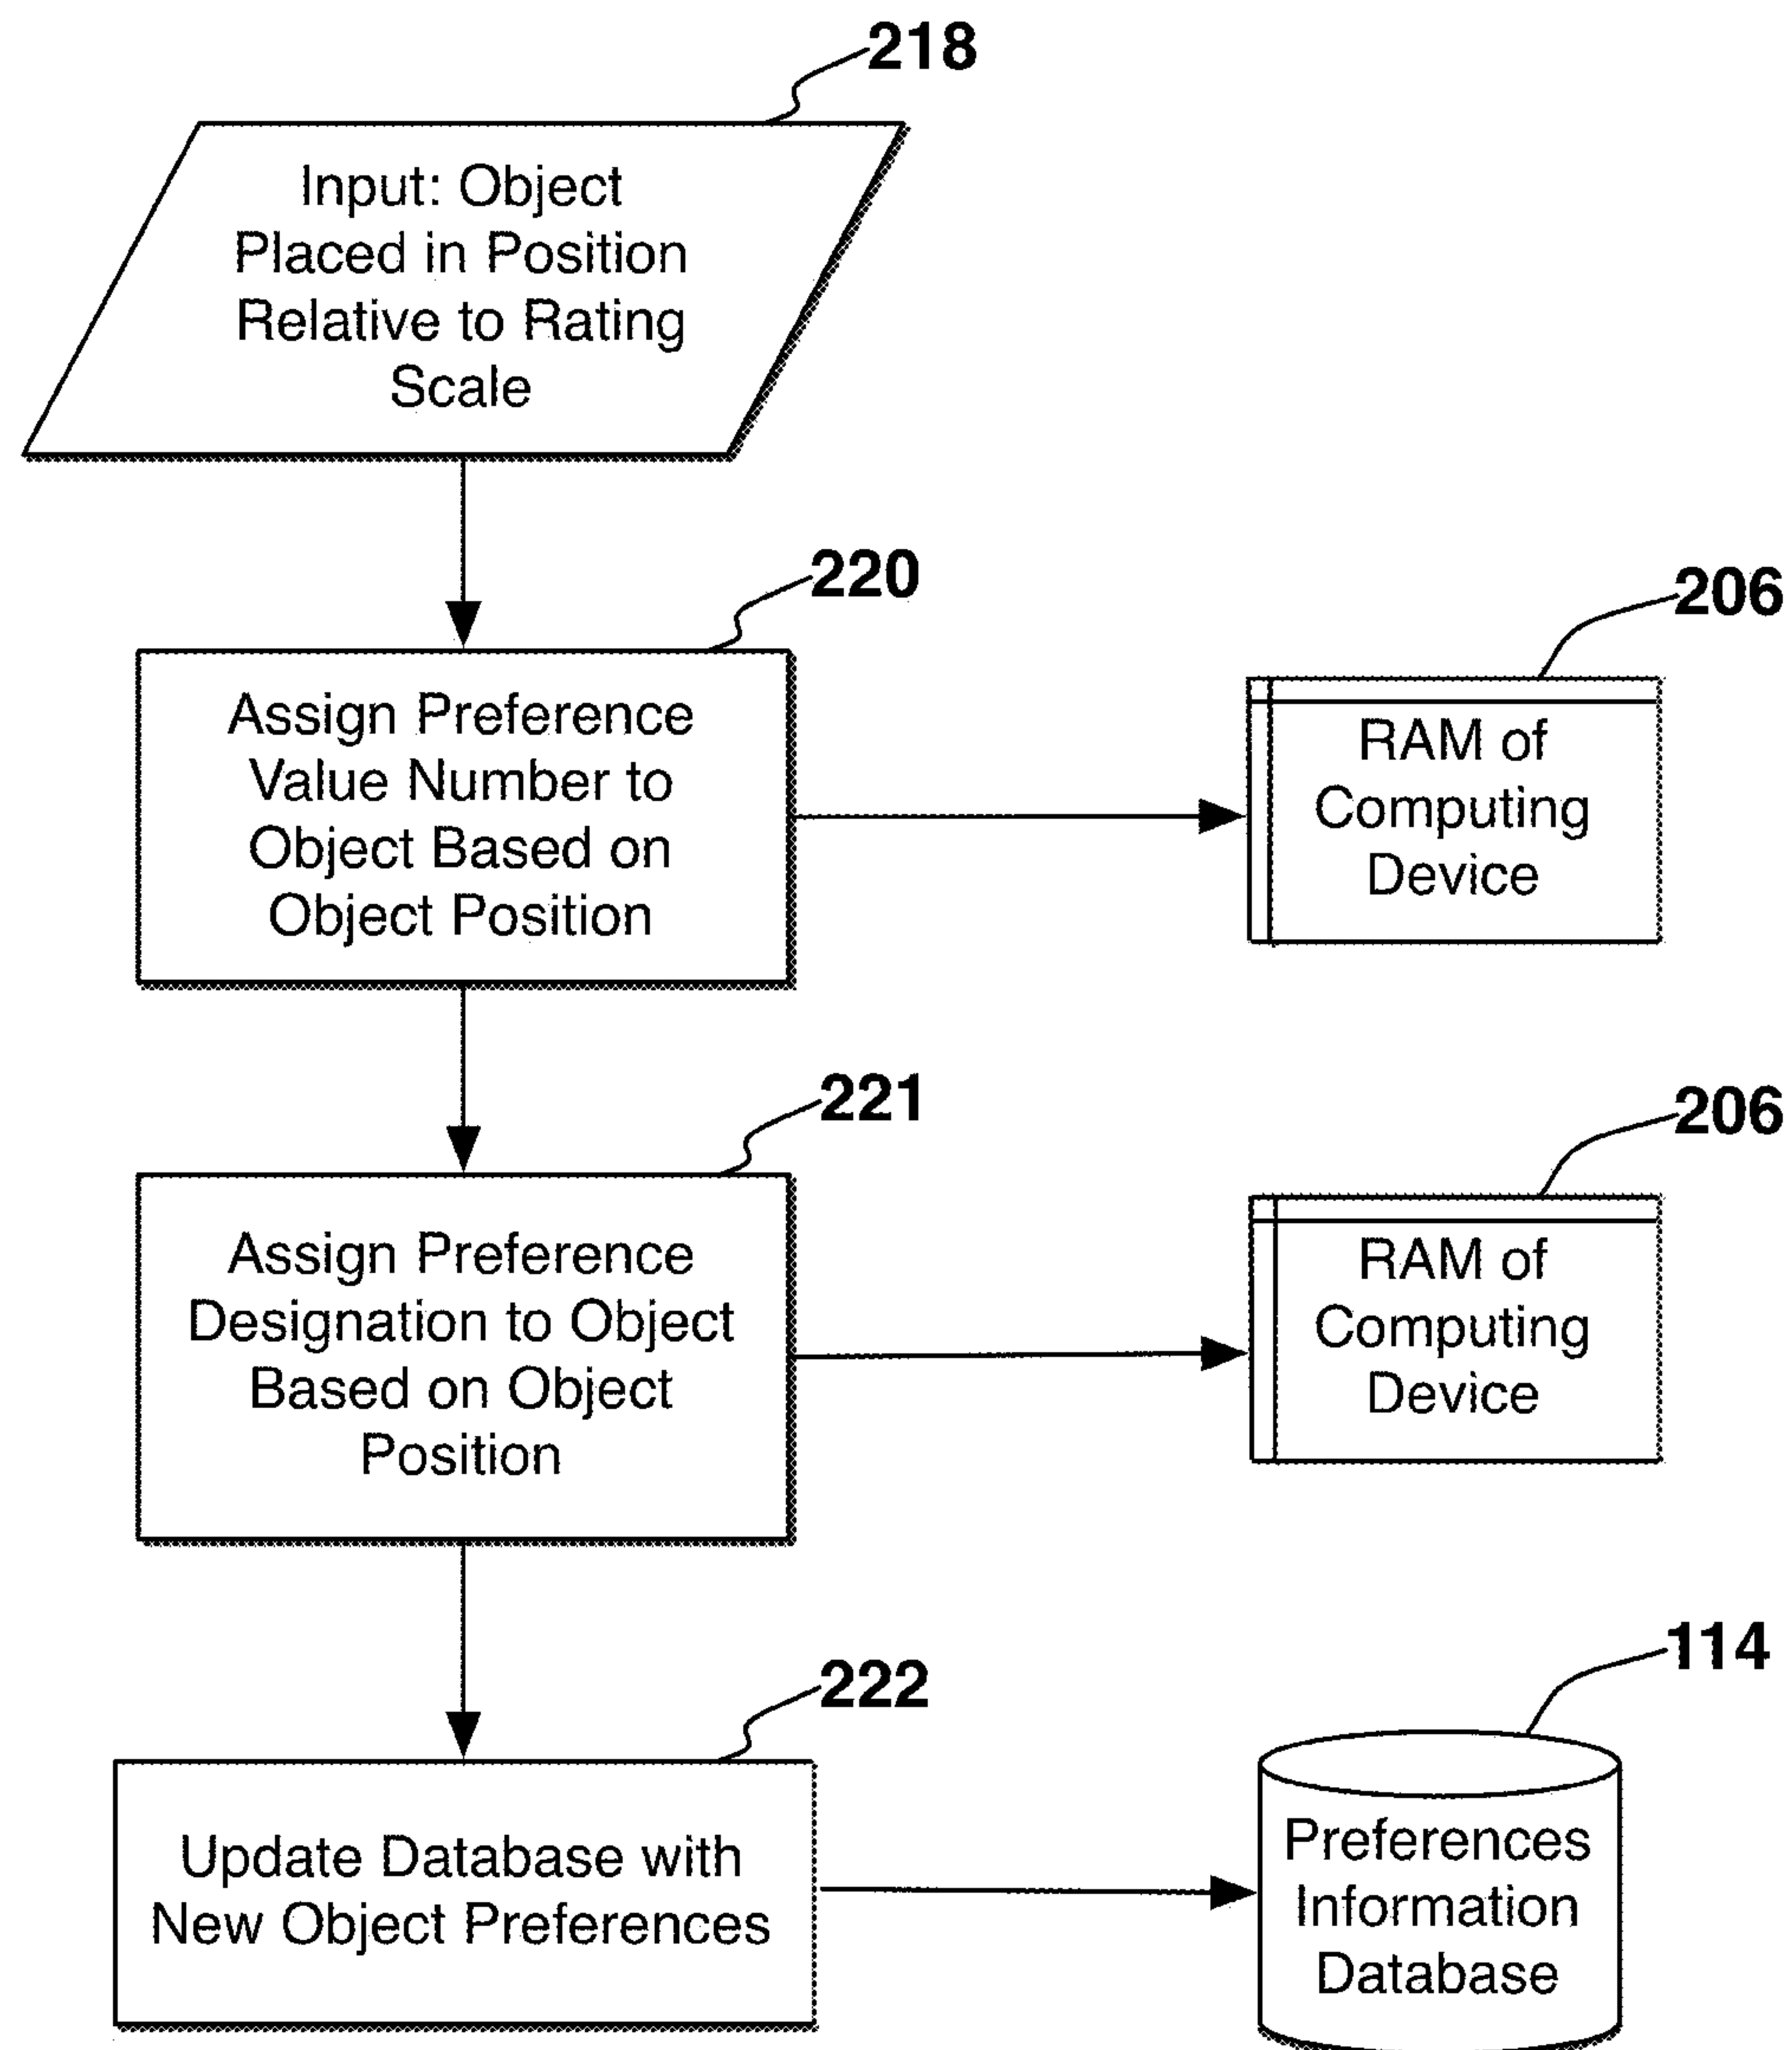 218
Input: Object
Placed in Position
Relative to Rating
Scale
220
Assign Preference
Value Number to
Object Based on
Object Position
206
RAM of
Computing
Device
221
Assign Preference
Designation to Object
Based on Object
Position
206
RAM of
Computing
Device
222
Update Database with
New Object Preferences
114
Preferences
Information
Database